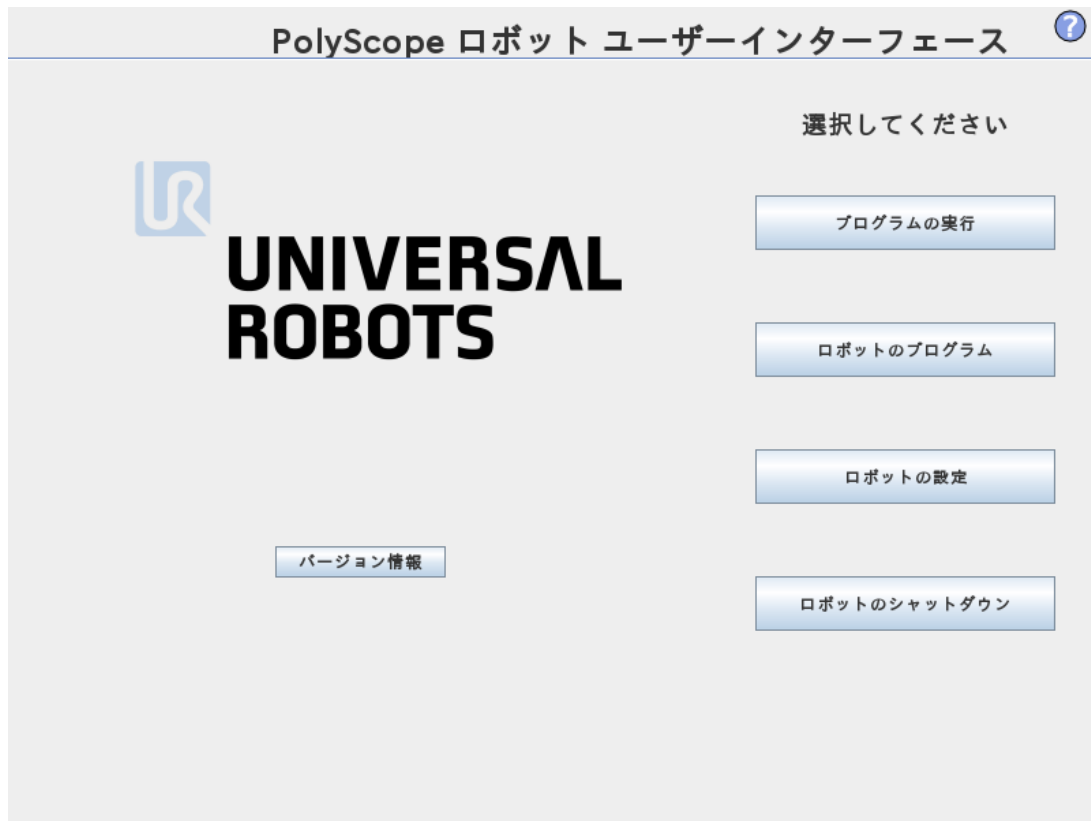 PolyScope ロボット ユーザーインターフェース
?
選択してください
UR
UNIVERSAL
ROBOTS
プログラムの実行
ロボットのプログラム
ロボットの設定
バージョン情報
ロボットのシャットダウン